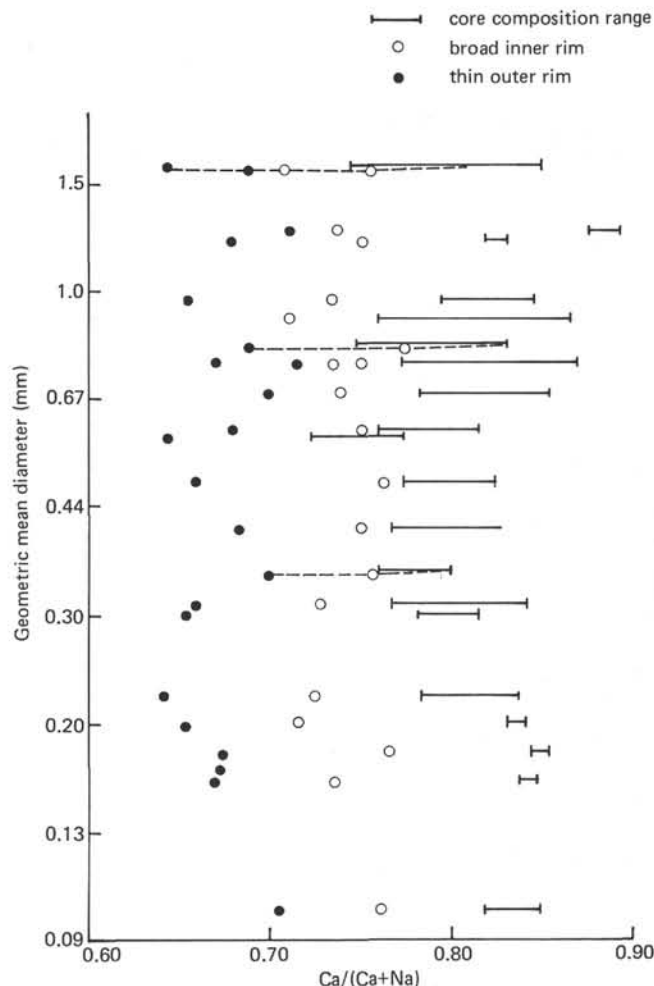 core composition range
broad inner rim
thin outer rim
Geometric mean diameter (mm)
1.5
1.0
0.67
0.44
0.30
0.20
0.13
0.09
0.60
0.70
0.80
0.90
Ca/(Ca+Na)